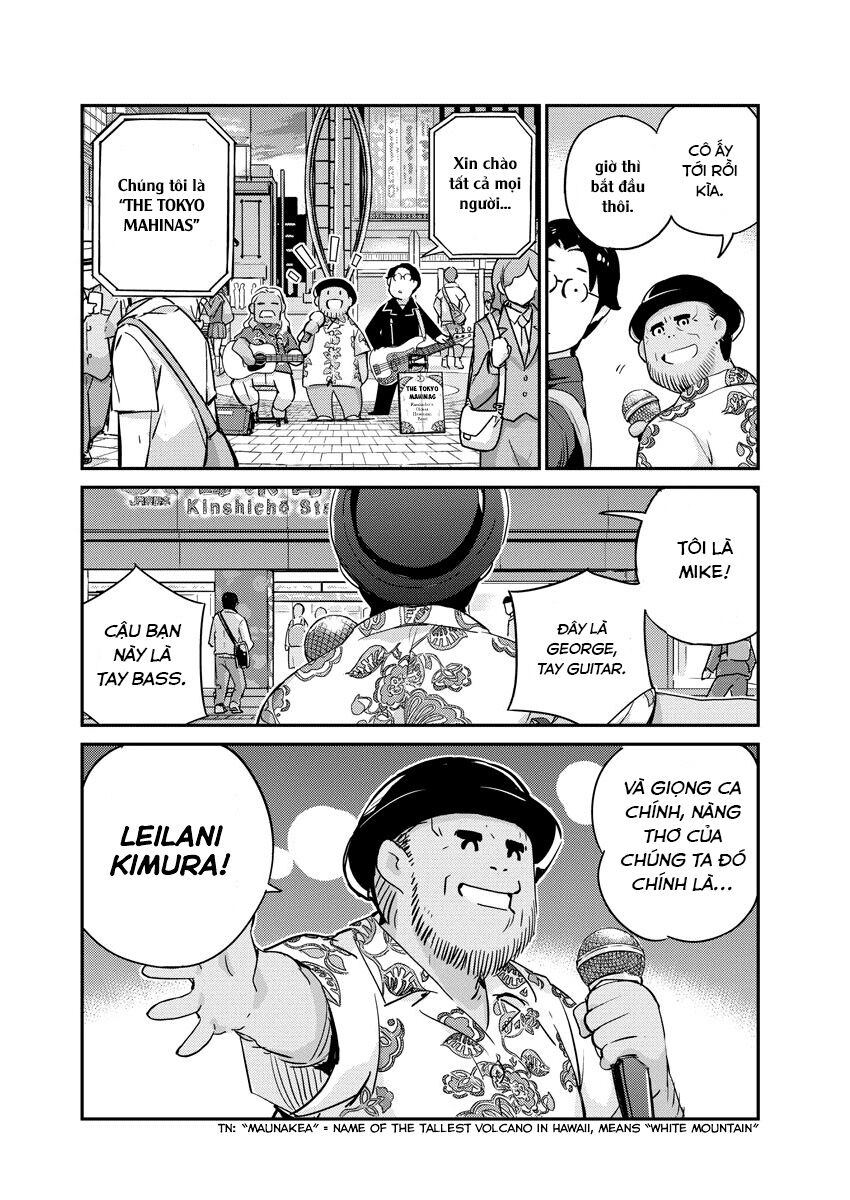 CÔ ẤY
TỚI RỒI
KÌA.
giờ thì
bắt đầu
thôi.
Xin chào
tất cả mọi
người...
Chúng tôi là
“THE TOKYO
MAHINAS”
THE TOKYO
MAHINAS
Kinshicho St
TÔI LÀ
MIKE!
ĐÂY LÀ
GEORGE,
TAY GUITAR.
CẬU BẠN
NÀY LÀ
TAY BASS.
VÀ GIỌNG CA
CHÍNH, NÀNG
THƠ CỦA
CHÚNG TA ĐÓ
CHÍNH LÀ...
LEILANI
KIMURA!
TN: “MAUNAKEA” = NAME OF THE TALLEST VOLCANO IN HAWAII, MEANS “WHITE MOUNTAIN”